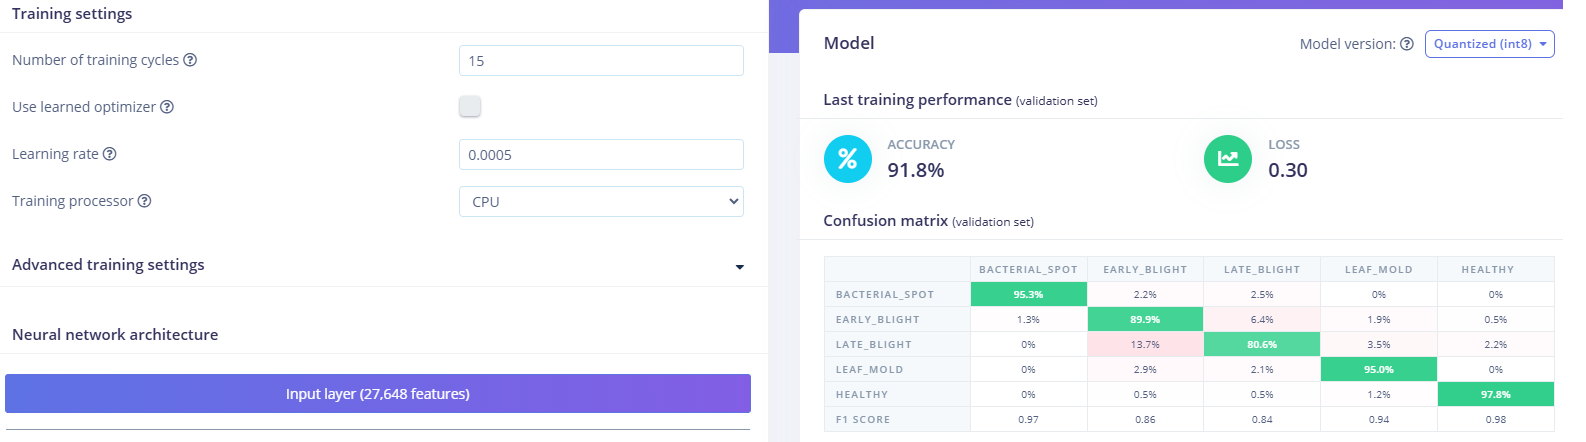 Training settings
Number of training cycles
15
Use learned optimizer
Learning rate
0.0005
Training processor
CPU
Advanced training settings
Neural network architecture
Input layer (27,648 features)
Model
Model version:
Quantized (int8)
Last training performance (validation set)
%
ACCURACY
91.8%
LOSS
0.30
Confusion matrix (validation set)
BACTERIAL_SPOT EARLY_BLIGHT LATE_BLIGHT LEAF_MOLD HEALTHY
BACTERIAL_SPOT 95.3% 2.2% 2.5% 0% 0%
EARLY_BLIGHT 1.3% 89.9% 6.4% 1.9% 0.5%
LATE_BLIGHT 0% 13.7% 80.6% 3.5% 2.2%
LEAF_MOLD 0% 2.9% 2.1% 95.0% 0%
HEALTHY 0% 0.5% 0.5% 1.2% 97.8%
F1 SCORE 0.97 0.86 0.84 0.94 0.98